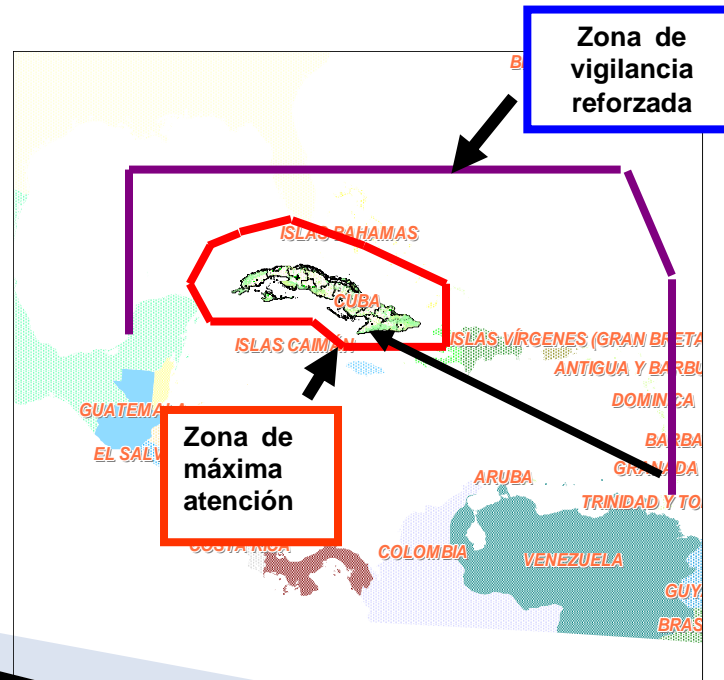 Zona de
vigilancia
reforzada
ISLAS BAHAMAS
CUBA
ISLAS CAIMÁN
ISLAS VÍRGENES (GRAN BRETA
ANTIGUA Y BARBU
DOMINICA
GUATEMALA
BARBA
EL SALV
Zona de
máxima
atención
GRANADA
ARUBA
TRINIDAD Y TO
COSTA RICA
COLOMBIA
VENEZUELA
GUY
BRAS